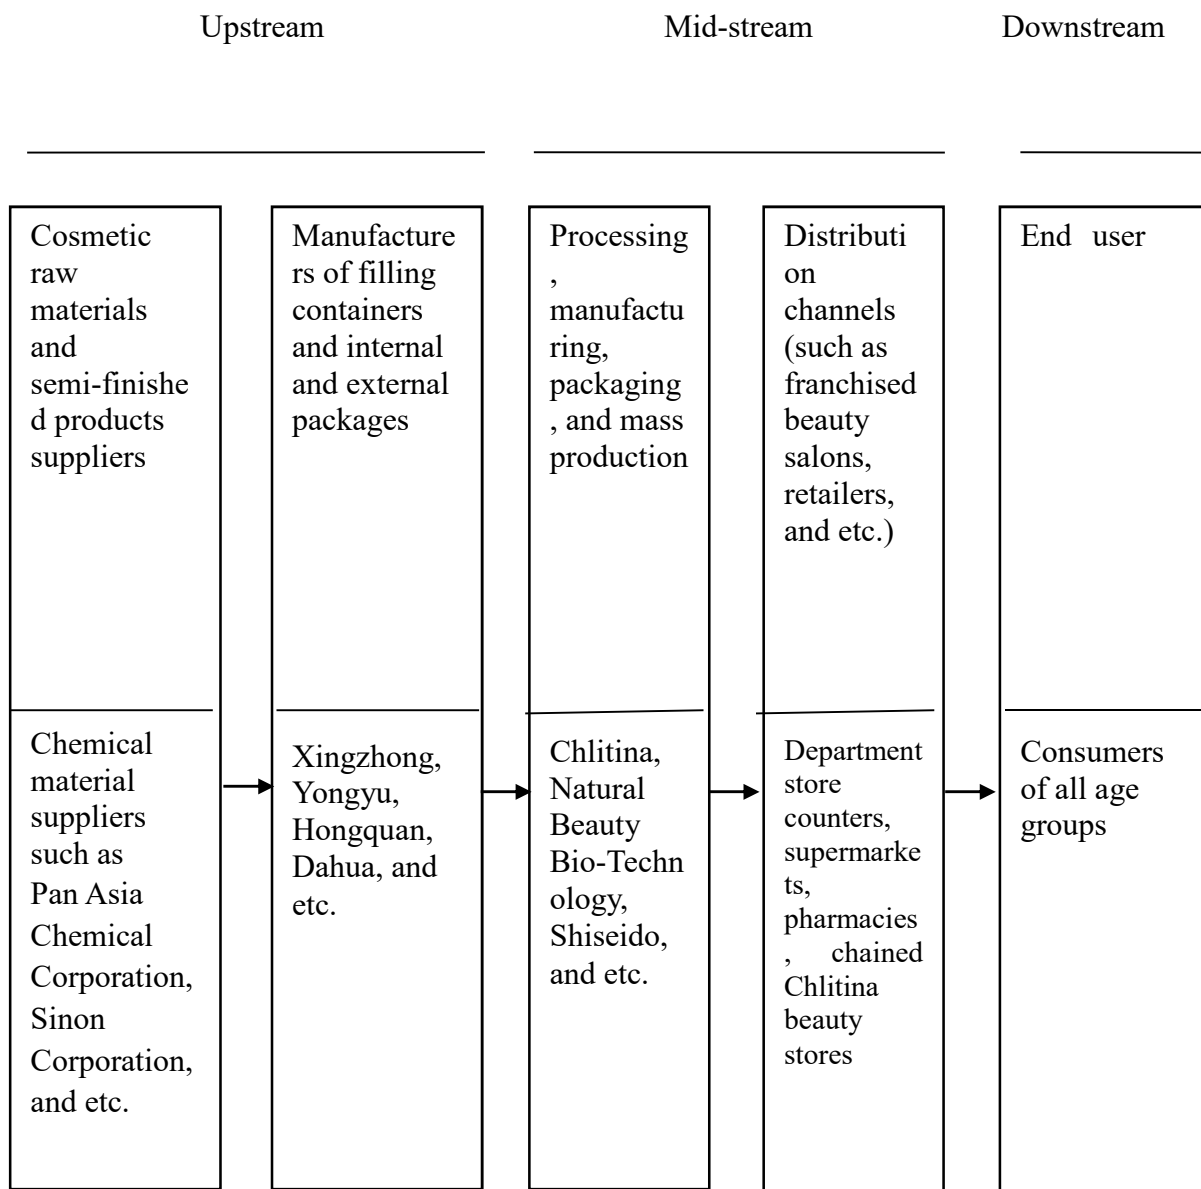 Upstream
Mid-stream
Downstream
Cosmetic
raw
materials
and
semi-finishe
d products
suppliers
Manufacture
rs of filling
containers
and internal
and external
packages
Processing
,
manufactu
ring,
packaging
, and mass
production
Distributi
on
channels
(such as
franchised
beauty
salons,
retailers,
and etc.)
End user
Chemical
material
suppliers
such as
Pan Asia
Chemical
Corporation,
Sinon
Corporation,
and etc.
Xingzhong,
Yongyu,
Hongquan,
Dahua, and
etc.
Chlitina,
Natural
Beauty
Bio-Techn
ology,
Shiseido,
and etc.
Department
store
counters,
supermarke
ts,
pharmacies
, chained
Chlitina
beauty
stores
Consumers
of all age
groups